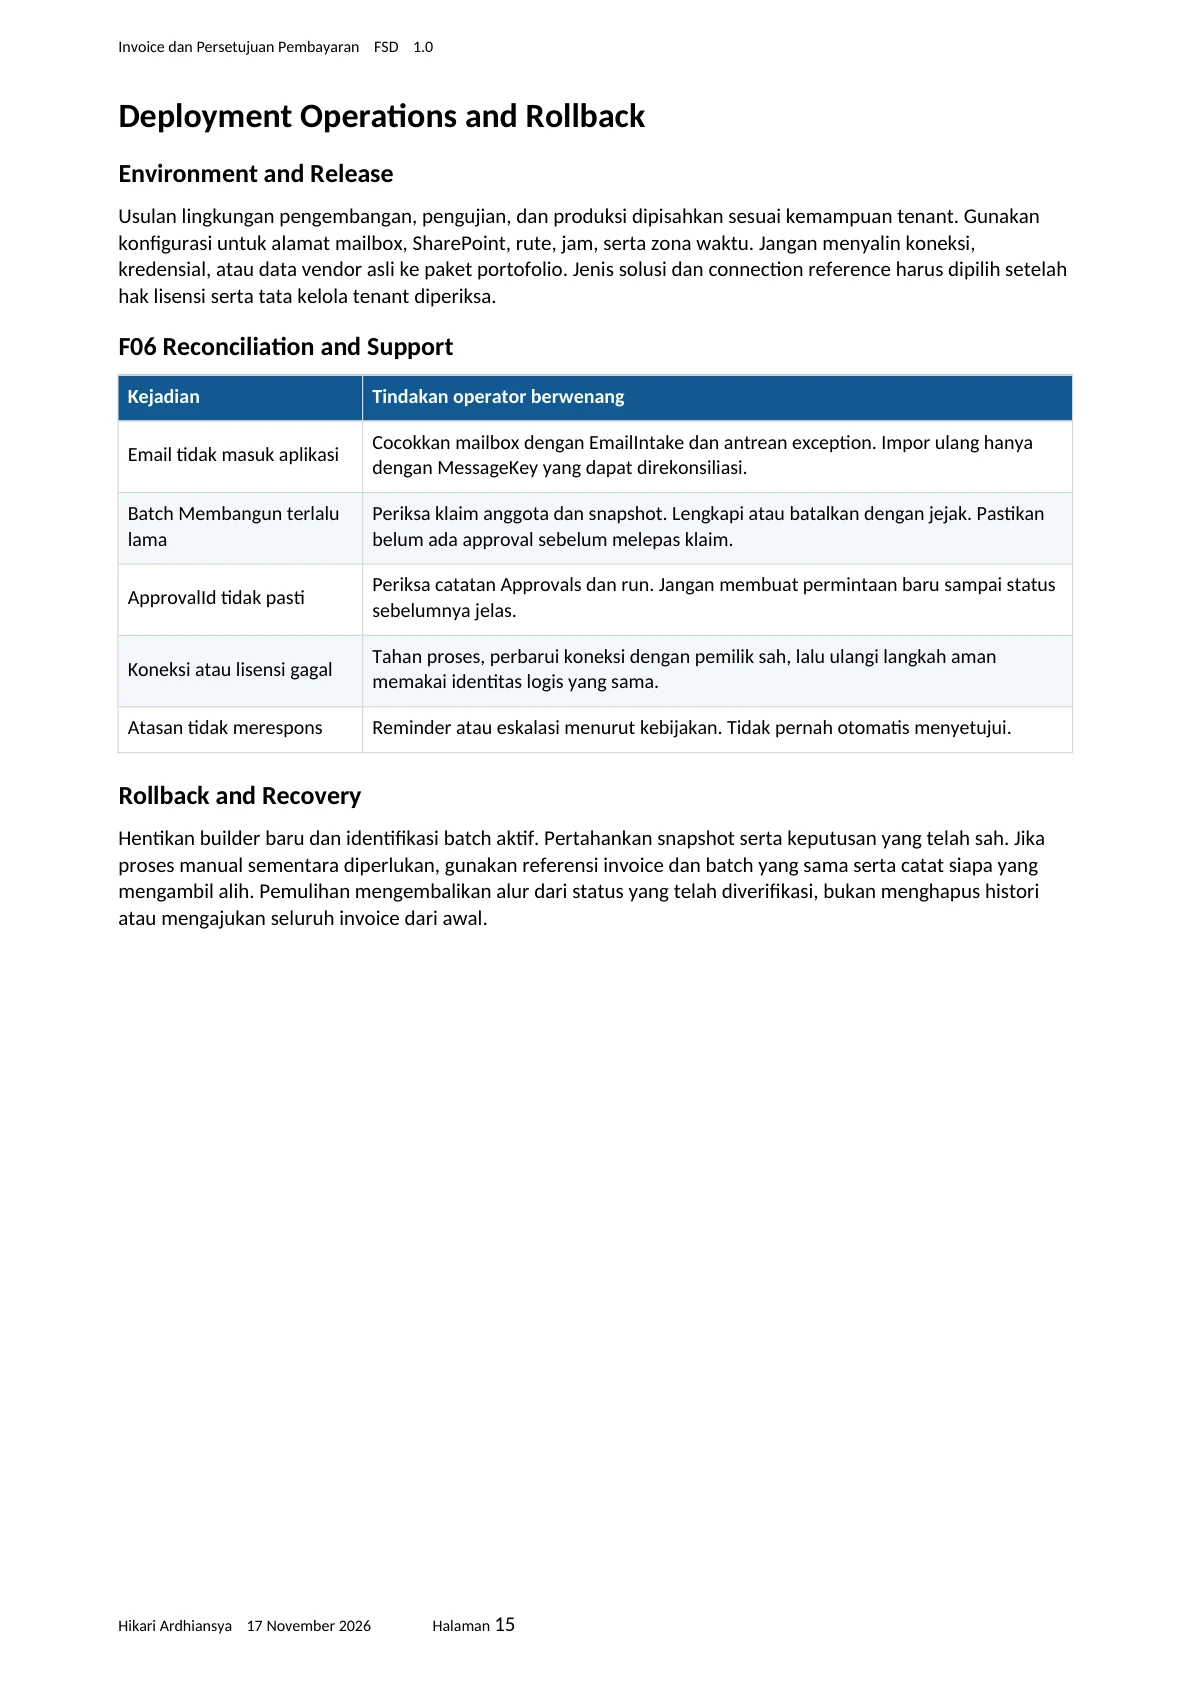 Invoice dan Persetujuan Pembayaran FSD 1.0
Deployment Operations and Rollback
Environment and Release
Usulan lingkungan pengembangan, pengujian, dan produksi dipisahkan sesuai kemampuan tenant. Gunakan
konfigurasi untuk alamat mailbox, SharePoint, rute, jam, serta zona waktu. Jangan menyalin koneksi,
kredensial, atau data vendor asli ke paket portofolio. Jenis solusi dan connection reference harus dipilih setelah
hak lisensi serta tata kelola tenant diperiksa.
F06 Reconciliation and Support
Kejadian
Tindakan operator berwenang
Email tidak masuk aplikasi
Cocokkan mailbox dengan EmailIntake dan antrean exception. Impor ulang hanya
dengan MessageKey yang dapat direkonsiliasi.
Batch Membangun terlalu
lama
Periksa klaim anggota dan snapshot. Lengkapi atau batalkan dengan jejak. Pastikan
belum ada approval sebelum melepas klaim.
ApprovalId tidak pasti
Periksa catatan Approvals dan run. Jangan membuat permintaan baru sampai status
sebelumnya jelas.
Koneksi atau lisensi gagal
Tahan proses, perbarui koneksi dengan pemilik sah, lalu ulangi langkah aman
memakai identitas logis yang sama.
Atasan tidak merespons
Reminder atau eskalasi menurut kebijakan. Tidak pernah otomatis menyetujui.
Rollback and Recovery
Hentikan builder baru dan identifikasi batch aktif. Pertahankan snapshot serta keputusan yang telah sah. Jika
proses manual sementara diperlukan, gunakan referensi invoice dan batch yang sama serta catat siapa yang
mengambil alih. Pemulihan mengembalikan alur dari status yang telah diverifikasi, bukan menghapus histori
atau mengajukan seluruh invoice dari awal.
Hikari Ardhiansya 17 November 2026 Halaman 15